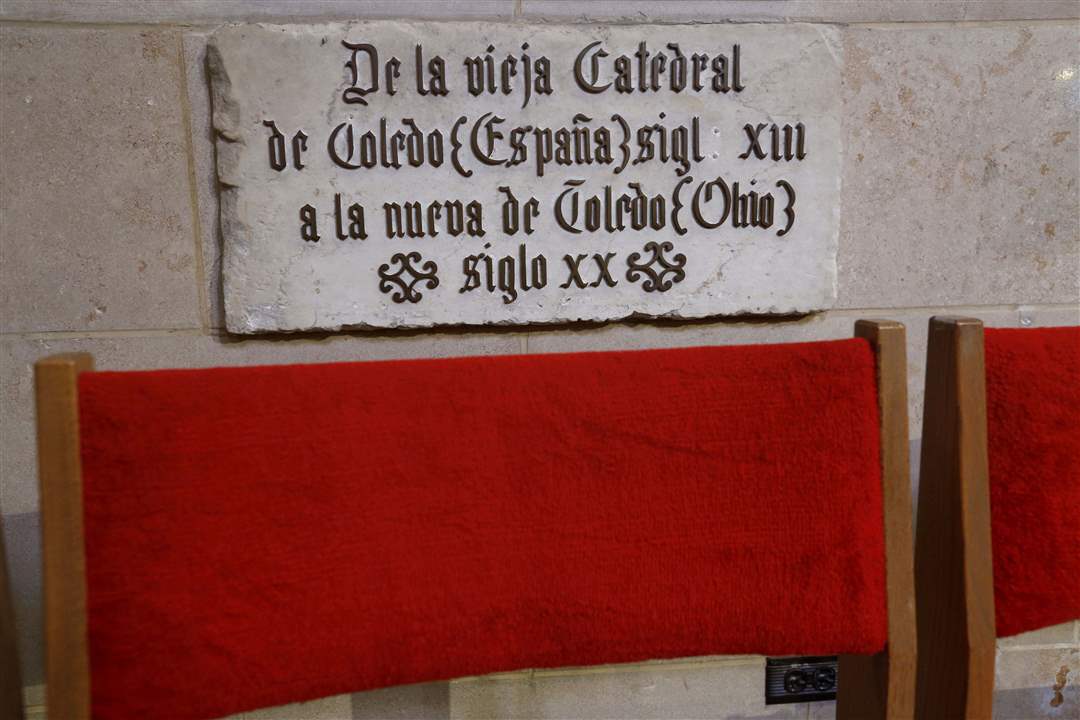 De la vieja Catedral
de Toledo (España) sigl: XIII
a la nueva de Toledo (Ohio)
siglo XX